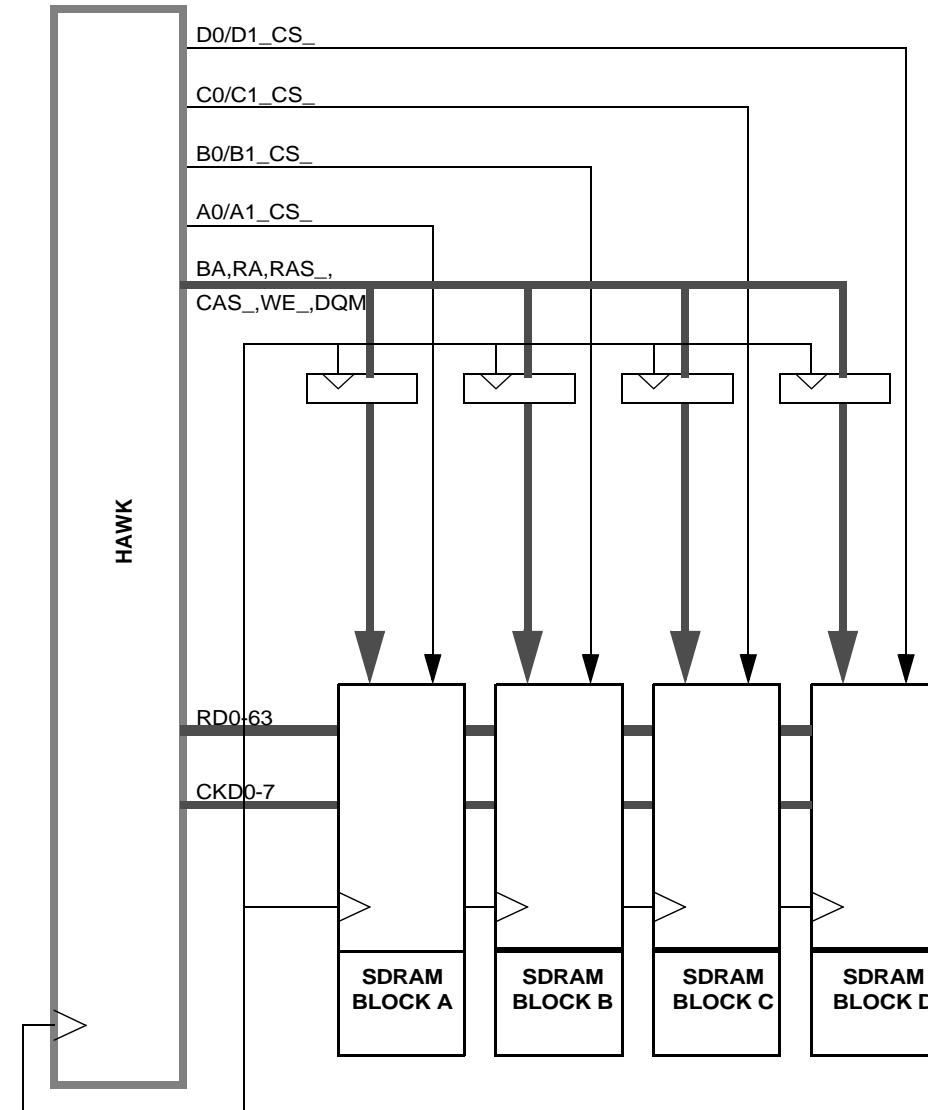 D0/D1_CS_
C0/C1_CS_
B0/B1_CS_
A0/A1_CS_
BA,RA,RAS_,
CAS_,WE_,DQM
HAWK
RD0-63
CKD0-7
SDRAM
BLOCK A
SDRAM
BLOCK B
SDRAM
BLOCK C
SDRAM
BLOCK D